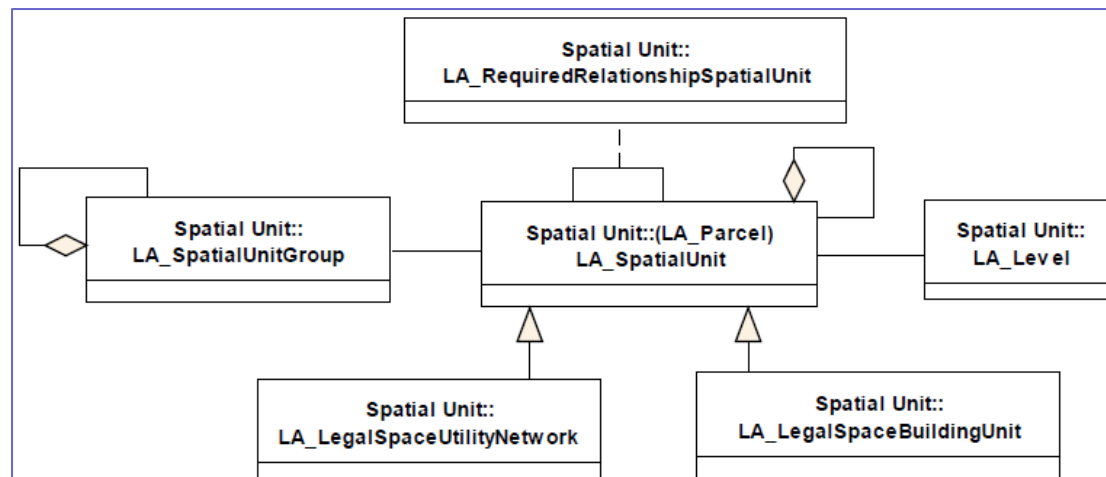 Spatial Unit::
LA_RequiredRelationshipSpatialUnit
Spatial Unit::
LA_SpatialUnitGroup
Spatial Unit::(LA_Parcel)
LA_SpatialUnit
Spatial Unit::
LA_Level
Spatial Unit::
LA_LegalSpaceUtilityNetwork
Spatial Unit::
LA_LegalSpaceBuildingUnit